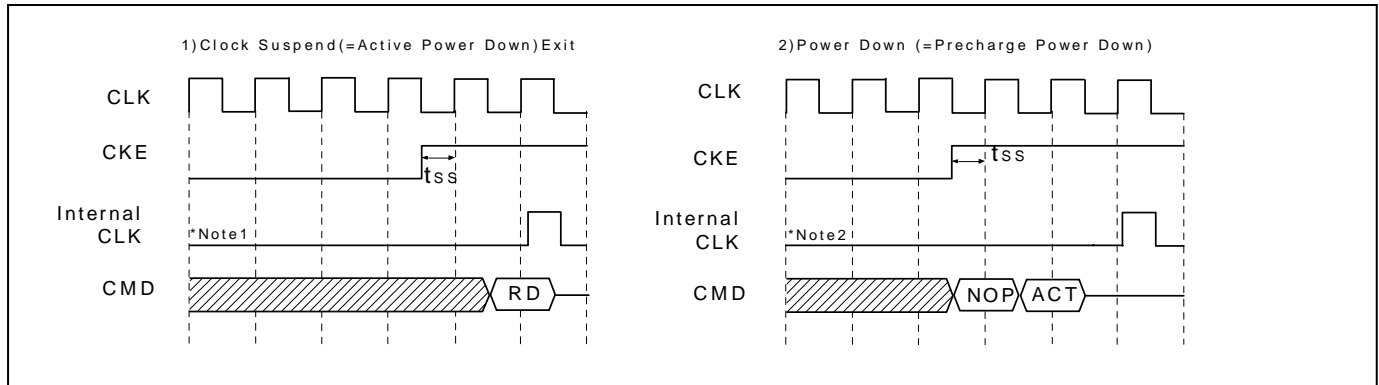 1)Clock Suspend(=Active Power Down)Exit
CLK
CKE
tss
Internal
CLK
*Note1
CMD
RD
2)Power Down (=Precharge Power Down)
CLK
CKE
tss
Internal
CLK
*Note2
CMD
NOP
ACT